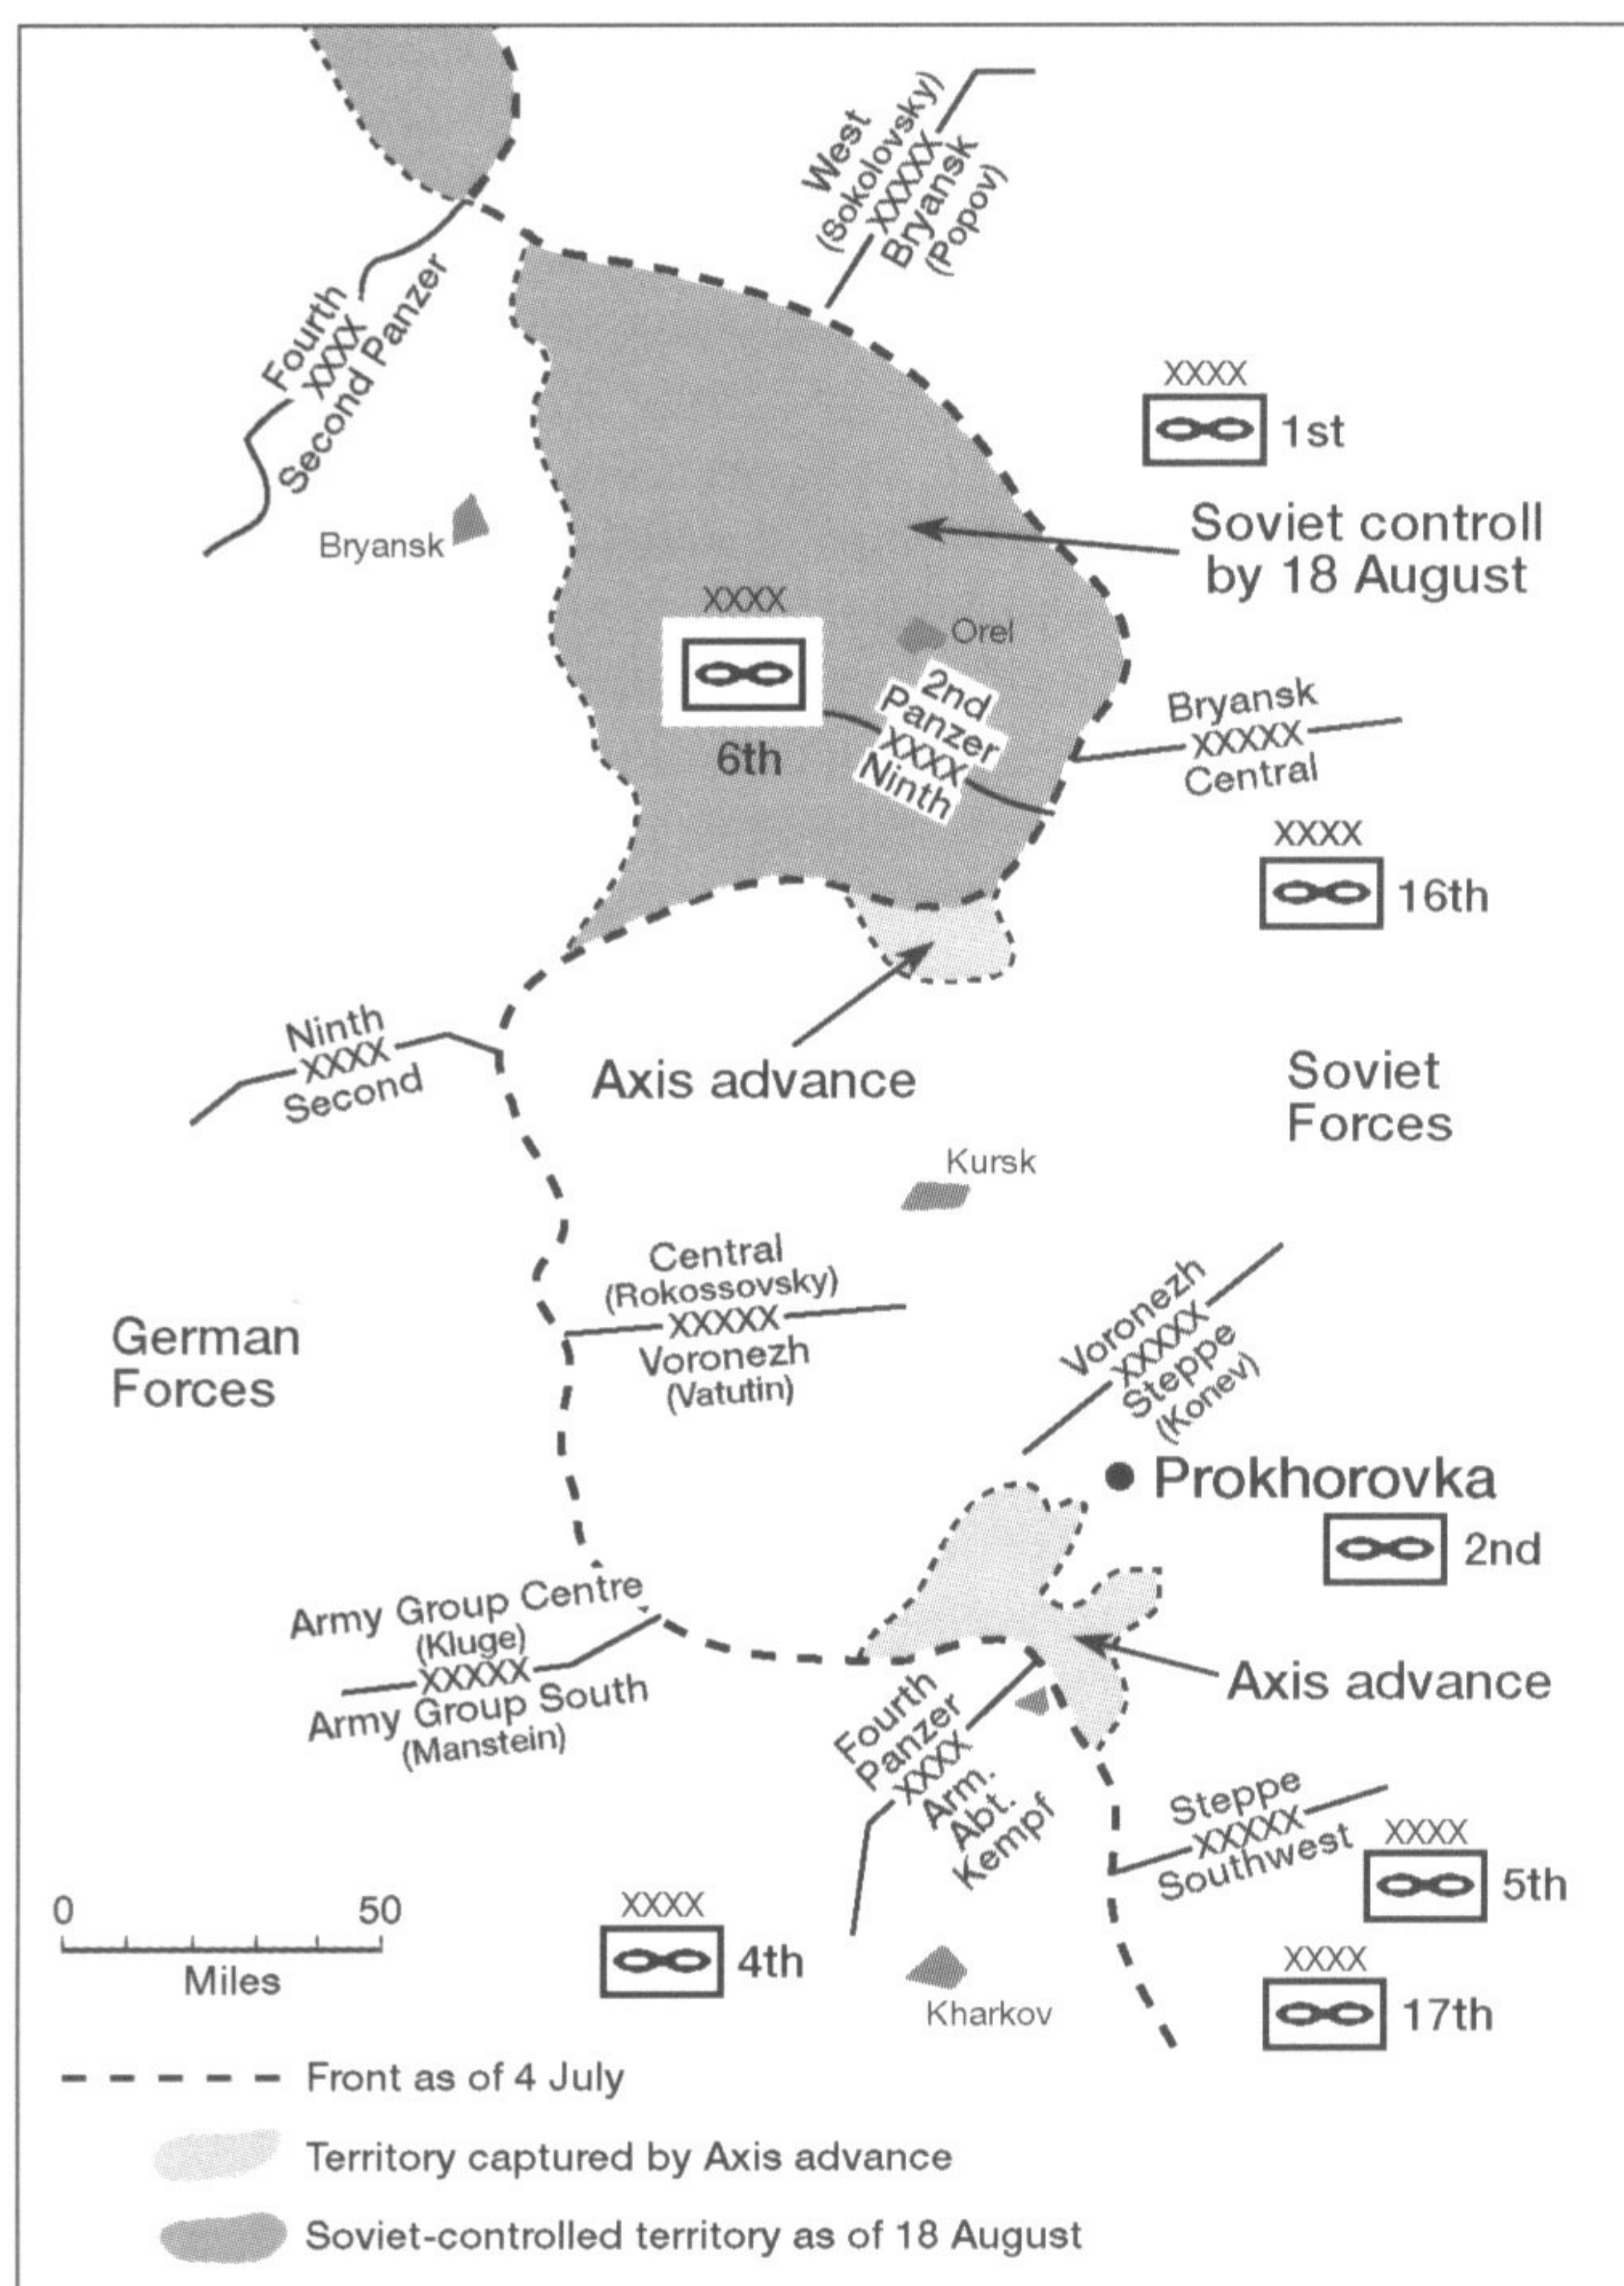 West
(Sokolovsky)
XXXXX
Bryansk
(Popov)
Fourth
XXXX
Second Panzer
XXXX
1st
Soviet controll
by 18 August
Bryansk
XXXX
6th
Orel
2nd
Panzer
XXXX
Ninth
Bryansk
XXXXX
Central
XXXX
16th
Ninth
XXXX
Second
Axis advance
Soviet
Forces
Kursk
Central
(Rokossovsky)
XXXXX
Voronezh
(Vatutin)
German
Forces
Voronezh
XXXXX
Steppe
(Konev)
Prokhorovka
2nd
Army Group Centre
(Kluge)
XXXXX
Army Group South
(Manstein)
Axis advance
Fourth
Panzer
XXXX
Arm.
Abt.
Kempf
Steppe
XXXXX
Southwest
XXXX
5th
0 50
Miles
XXXX
4th
Kharkov
XXXX
17th
Front as of 4 July
Territory captured by Axis advance
Soviet-controlled territory as of 18 August